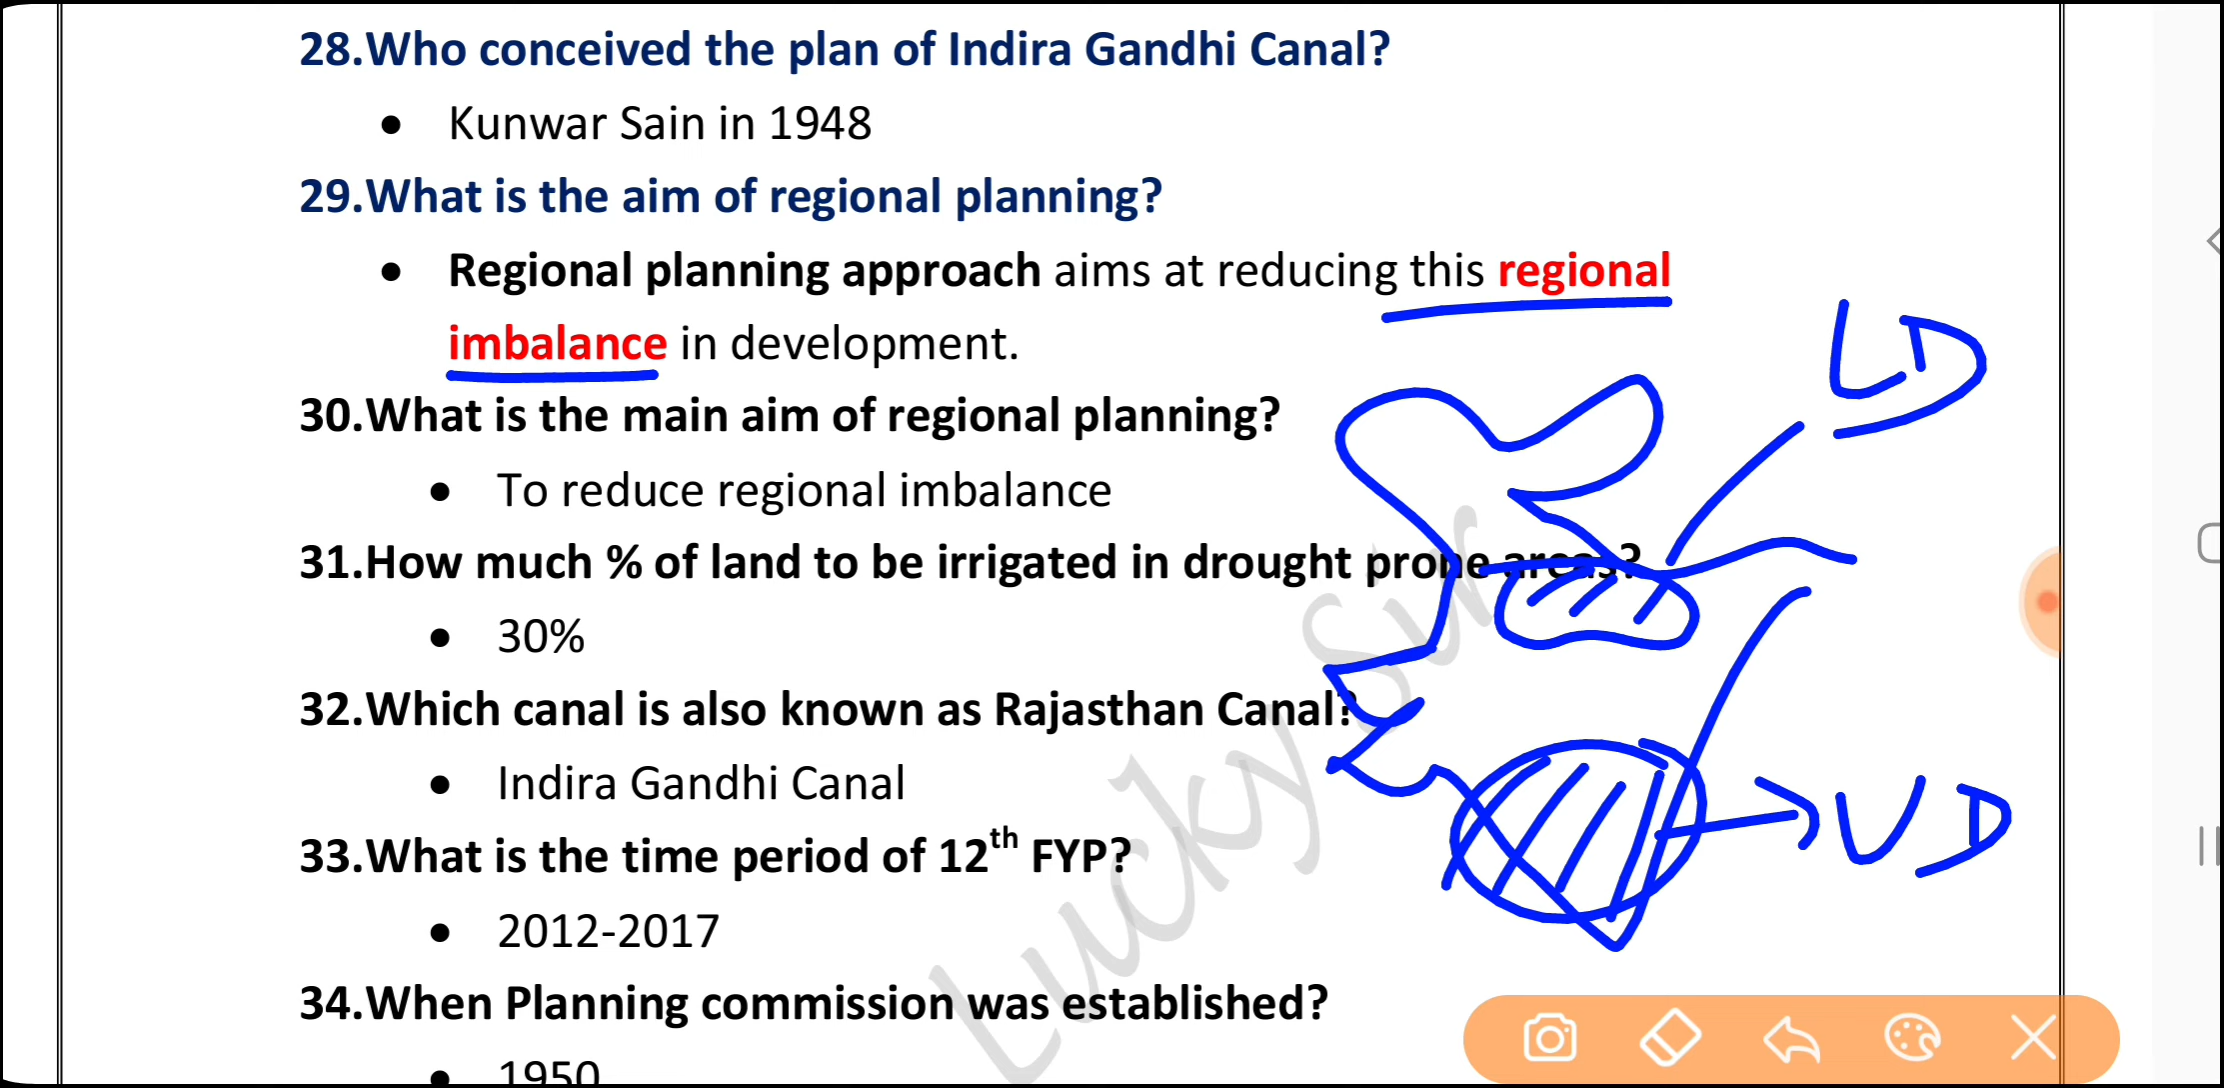 28.Who conceived the plan of Indira Gandhi Canal?
• Kunwar Sain in 1948
29.What is the aim of regional planning?
• Regional planning approach aims at reducing this regional
imbalance in development.
LD
30.What is the main aim of regional planning?
• To reduce regional imbalance
31.How much % of land to be irrigated in drought prone areas?
• 30%
32.Which canal is also known as Rajasthan Canal?
• Indira Gandhi Canal
UD
33.What is the time period of 12th FYP?
• 2012-2017
34.When Planning commission was established?
• 1950
Lucky Sir